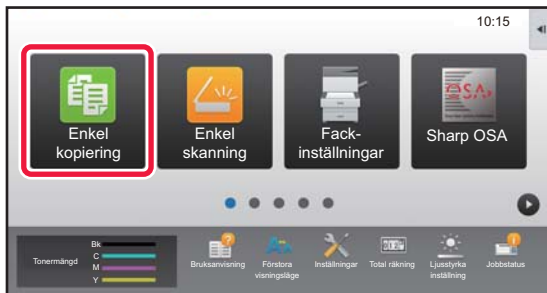 10:15
Enkel
kopiering
Enkel
skanning
Fack-
inställningar
Sharp OSA
Tonermängd
Bk
C
M
Y
Bruksanvisning
Förstora
visningsläge
Inställningar
Total räkning
Ljusstyrka
inställning
Jobbstatus